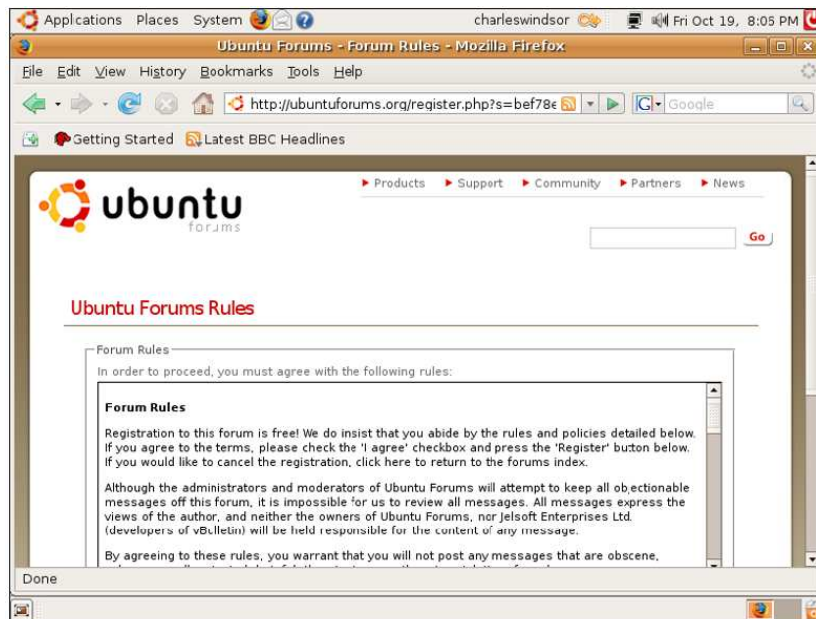 Applications Places System charleswindsor Fri Oct 19, 8:05 PM
Ubuntu Forums - Forum Rules - Mozilla Firefox
File Edit View History Bookmarks Tools Help
http://ubuntuforums.org/register.php?s=bef78e G Google
Getting Started Latest BBC Headlines
Products Support Community Partners News
ubuntu
forums
Go
Ubuntu Forums Rules
Forum Rules
In order to proceed, you must agree with the following rules:
Forum Rules
Registration to this forum is free! We do insist that you abide by the rules and policies detailed below.
If you agree to the terms, please check the 'I agree' checkbox and press the 'Register' button below.
If you would like to cancel the registration, click here to return to the forums index.
Although the administrators and moderators of Ubuntu Forums will attempt to keep all objectionable
messages off this forum, it is impossible for us to review all messages. All messages express the
views of the author, and neither the owners of Ubuntu Forums, nor Jelsoft Enterprises Ltd.
(developers of vBulletin) will be held responsible for the content of any message.
By agreeing to these rules, you warrant that you will not post any messages that are obscene,
Done